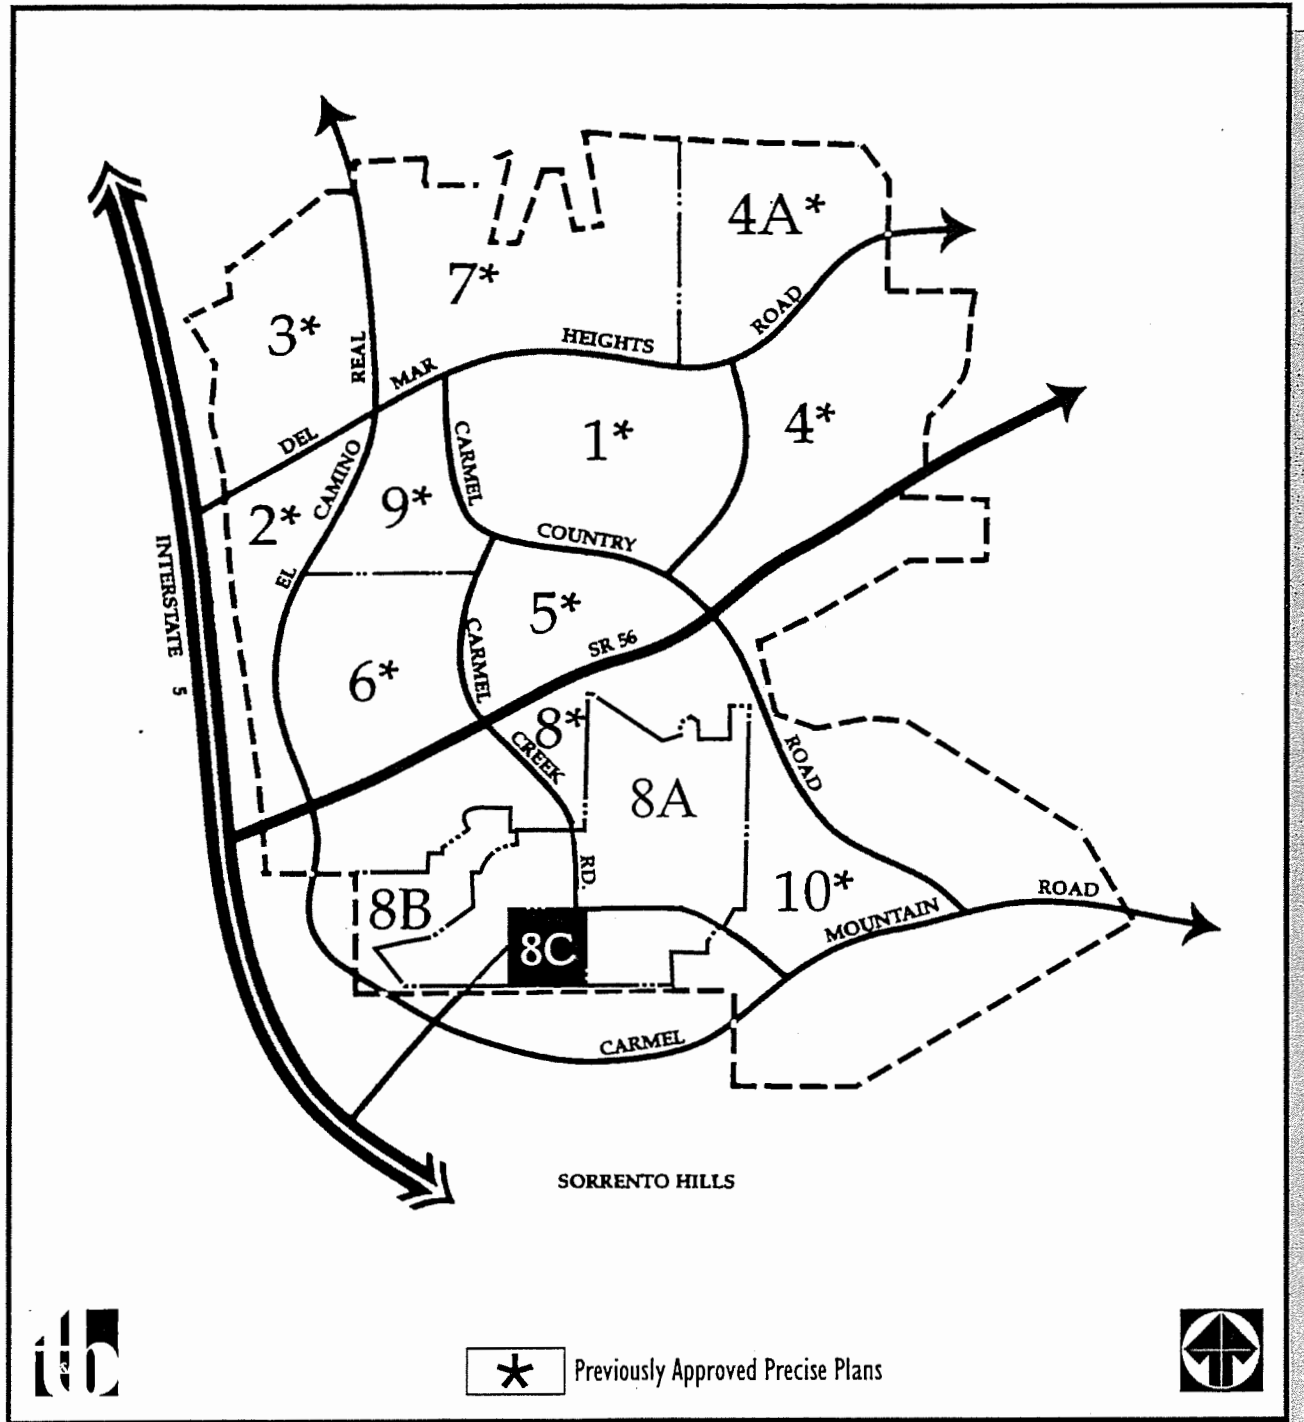 4A*
7*
3*
REAL
MAR
HEIGHTS
ROAD
DEL
CAMINO
CARMEL
1*
4*
2*
9*
COUNTRY
EL
INTERSTATE 5
5*
CARMEL
SR 56
6*
8*
CREEK
ROAD
8A
RD.
8B
10*
ROAD
MOUNTAIN
8C
CARMEL
SORRENTO HILLS
t&b
* Previously Approved Precise Plans